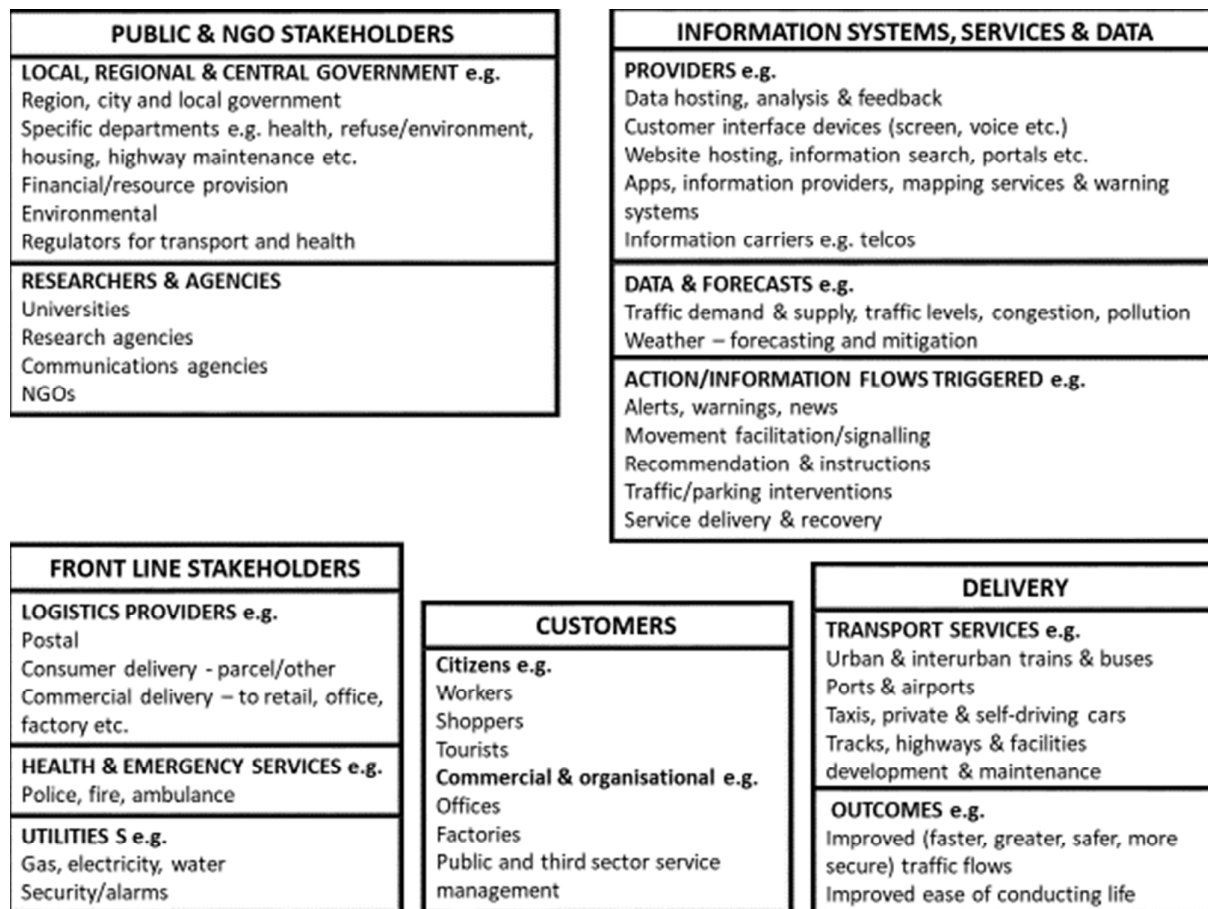 PUBLIC & NGO STAKEHOLDERS
LOCAL, REGIONAL & CENTRAL GOVERNMENT e.g.
Region, city and local government
Specific departments e.g. health, refuse/environment,
housing, highway maintenance etc.
Financial/resource provision
Environmental
Regulators for transport and health
RESEARCHERS & AGENCIES
Universities
Research agencies
Communications agencies
NGOs
INFORMATION SYSTEMS, SERVICES & DATA
PROVIDERS e.g.
Data hosting, analysis & feedback
Customer interface devices (screen, voice etc.)
Website hosting, information search, portals etc.
Apps, information providers, mapping services & warning
systems
Information carriers e.g. telcos
DATA & FORECASTS e.g.
Traffic demand & supply, traffic levels, congestion, pollution
Weather – forecasting and mitigation
ACTION/INFORMATION FLOWS TRIGGERED e.g.
Alerts, warnings, news
Movement facilitation/signalling
Recommendation & instructions
Traffic/parking interventions
Service delivery & recovery
FRONT LINE STAKEHOLDERS
LOGISTICS PROVIDERS e.g.
Postal
Consumer delivery - parcel/other
Commercial delivery – to retail, office,
factory etc.
HEALTH & EMERGENCY SERVICES e.g.
Police, fire, ambulance
UTILITIES S e.g.
Gas, electricity, water
Security/alarms
CUSTOMERS
Citizens e.g.
Workers
Shoppers
Tourists
Commercial & organisational e.g.
Offices
Factories
Public and third sector service
management
DELIVERY
TRANSPORT SERVICES e.g.
Urban & interurban trains & buses
Ports & airports
Taxis, private & self-driving cars
Tracks, highways & facilities
development & maintenance
OUTCOMES e.g.
Improved (faster, greater, safer, more
secure) traffic flows
Improved ease of conducting life